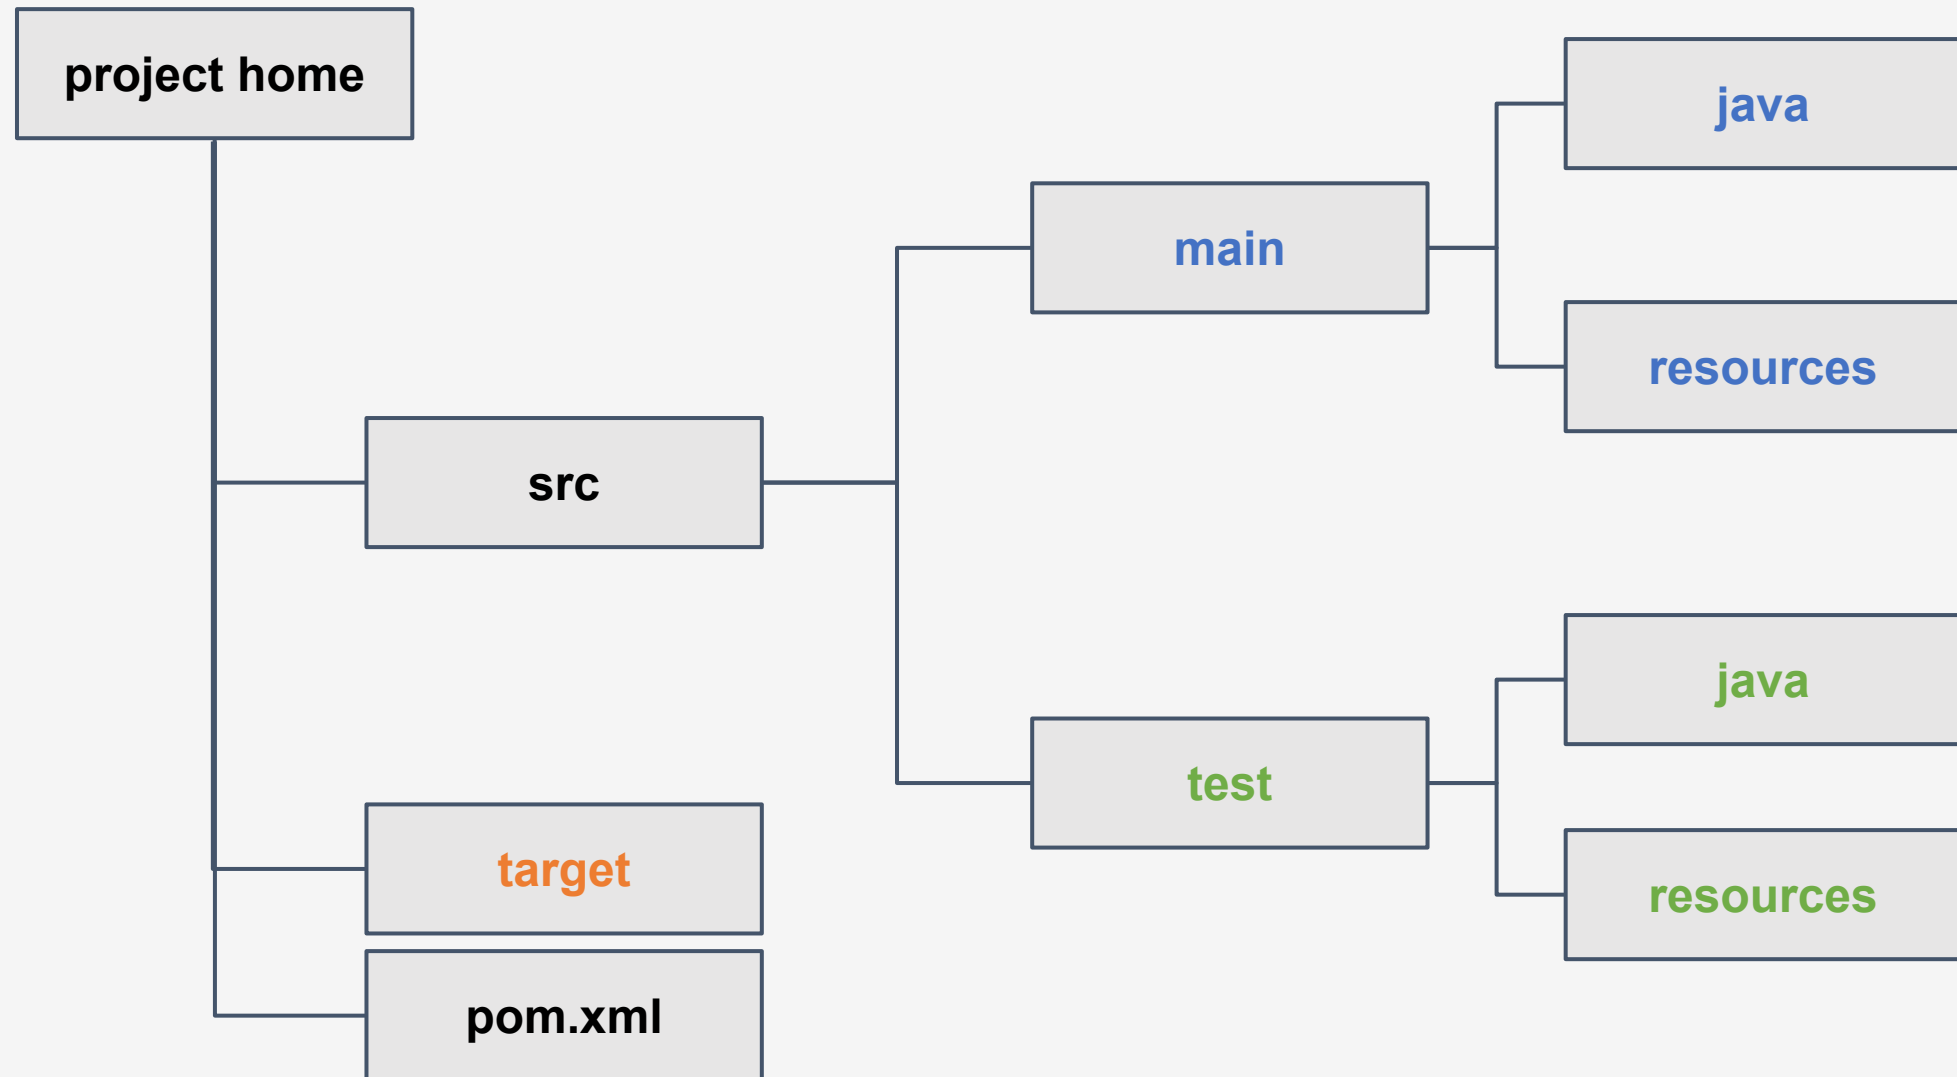 project home
src
main
java
resources
test
java
resources
target
pom.xml